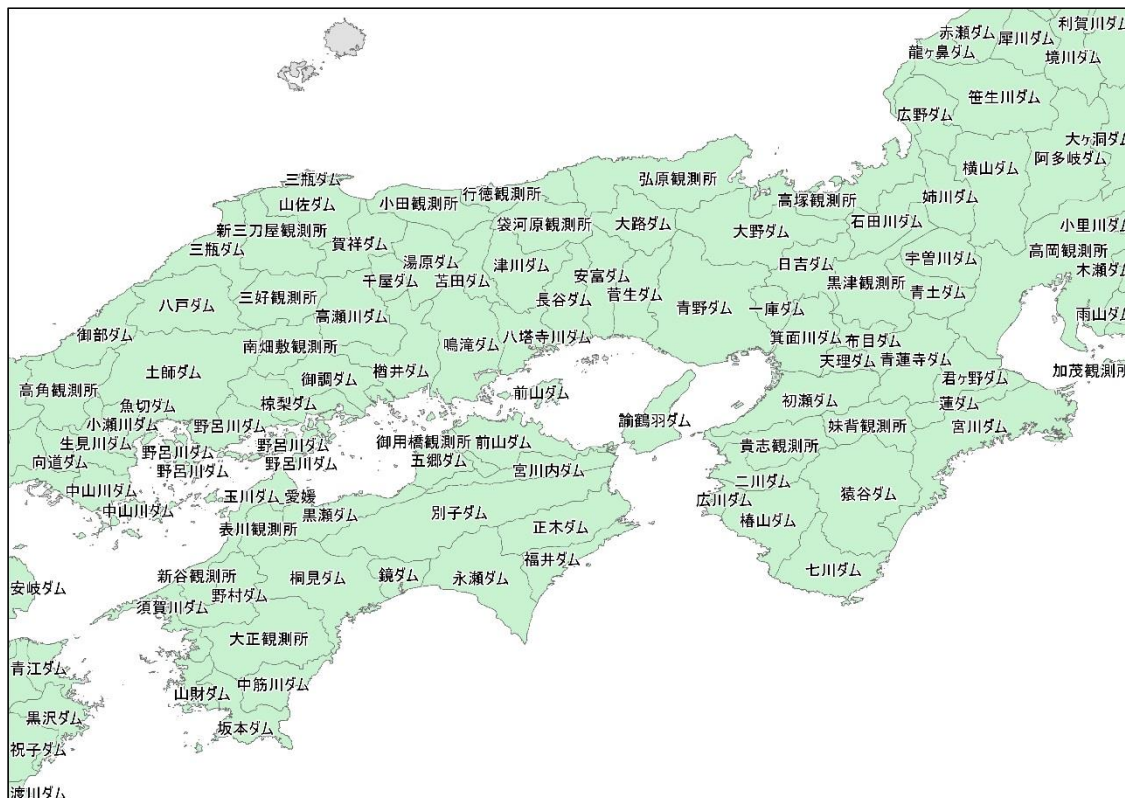 赤瀬ダム
犀川ダム
利賀川ダム
龍ヶ鼻ダム
境川ダム
笹生川ダム
広野ダム
大ヶ洞ダム
阿多岐ダム
横山ダム
三瓶ダム
山佐ダム
小田観測所
行徳観測所
弘原観測所
高塚観測所
姉川ダム
新三刀屋観測所
賀祥ダム
袋河原観測所
大路ダム
大野ダム
石田川ダム
小里川ダム
三瓶ダム
高岡観測所
湯原ダム
津川ダム
安富ダム
日吉ダム
宇曽川ダム
木瀬ダム
千屋ダム
苫田ダム
黒津観測所
八戸ダム
三好観測所
長谷ダム
菅生ダム
青野ダム
一庫ダム
青土ダム
雨山ダム
高瀬川ダム
御部ダム
南畑敷観測所
鳴滝ダム
八塔寺川ダム
箕面川ダム
布目ダム
天理ダム
青蓮寺ダム
土師ダム
御調ダム
楢井ダム
加茂観測所
高角観測所
君ヶ野ダム
前山ダム
魚切ダム
椋梨ダム
初瀬ダム
蓮ダム
小瀬川ダム
野呂川ダム
諭鶴羽ダム
妹背観測所
宮川ダム
生見川ダム
野呂川ダム
野呂川ダム
御用橋観測所
前山ダム
貴志観測所
向道ダム
野呂川ダム
野呂川ダム
五郷ダム
宮川内ダム
二川ダム
中山川ダム
玉川ダム
愛媛
広川ダム
猿谷ダム
中山川ダム
黒瀬ダム
別子ダム
椿山ダム
表川観測所
正木ダム
福井ダム
新谷観測所
桐見ダム
鏡ダム
永瀬ダム
七川ダム
安岐ダム
野村ダム
須賀川ダム
大正観測所
青江ダム
山財ダム
中筋川ダム
黒沢ダム
坂本ダム
祝子ダム
渡川ダム